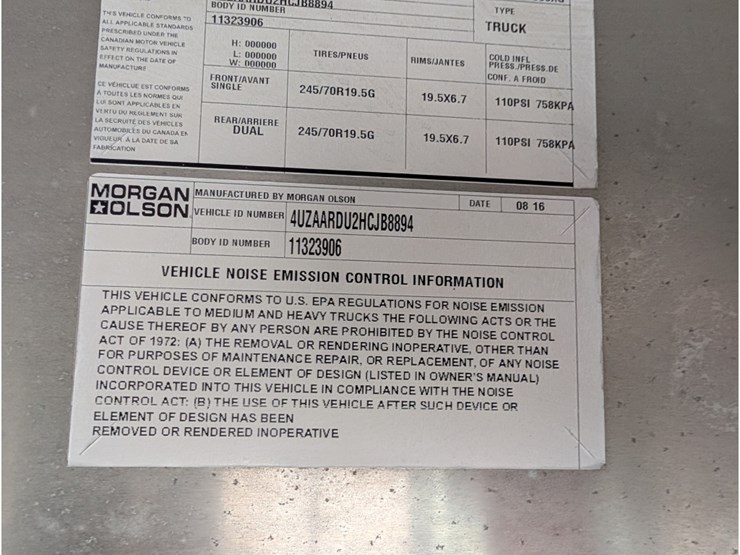 THIS VEHICLE CONFORMS TO
ALL APPLICABLE STANDARDS
PRESCRIBED UNDER THE
CANADIAN MOTOR VEHICLE
SAFETY REGULATIONS IN
EFFECT ON THE DATE OF
MANUFACTURE
CE VEHICLUE EST CONFORMS
A TOUTES LES NORMES QUI
LUI SONT APPLICABLES EN
VERTU DU REGLEMENT SUR
LA SECRUITE DES VEHICLES
AUTOMOBILES DU CANADA EN
VIGUEUR A LA DATE DE SA
FABRICATION
BODY ID NUMBER
11323906
TYPE
TRUCK
H: 000000
L: 000000
W: 000000
TIRES/PNEUS
RIMS/JANTES
COLD INFL
PRESS./PRESS.DE
CONF. A FROID
FRONT/AVANT
SINGLE
245/70R19.5G
19.5X6.7
110PSI 758KPA
REAR/ARRIERE
DUAL
245/70R19.5G
19.5X6.7
110PSI 758KPA
MORGAN
OLSON
MANUFACTURED BY MORGAN OLSON
DATE 08 16
VEHICLE ID NUMBER 4UZAARDU2HCJB8894
BODY ID NUMBER 11323906
VEHICLE NOISE EMISSION CONTROL INFORMATION
THIS VEHICLE CONFORMS TO U.S. EPA REGULATIONS FOR NOISE EMISSION
APPLICABLE TO MEDIUM AND HEAVY TRUCKS THE FOLLOWING ACTS OR THE
CAUSE THEREOF BY ANY PERSON ARE PROHIBITED BY THE NOISE CONTROL
ACT OF 1972: (A) THE REMOVAL OR RENDERING INOPERATIVE, OTHER THAN
FOR PURPOSES OF MAINTENANCE REPAIR, OR REPLACEMENT, OF ANY NOISE
CONTROL DEVICE OR ELEMENT OF DESIGN (LISTED IN OWNER'S MANUAL)
INCORPORATED INTO THIS VEHICLE IN COMPLIANCE WITH THE NOISE
CONTROL ACT: (B) THE USE OF THIS VEHICLE AFTER SUCH DEVICE OR
ELEMENT OF DESIGN HAS BEEN
REMOVED OR RENDERED INOPERATIVE